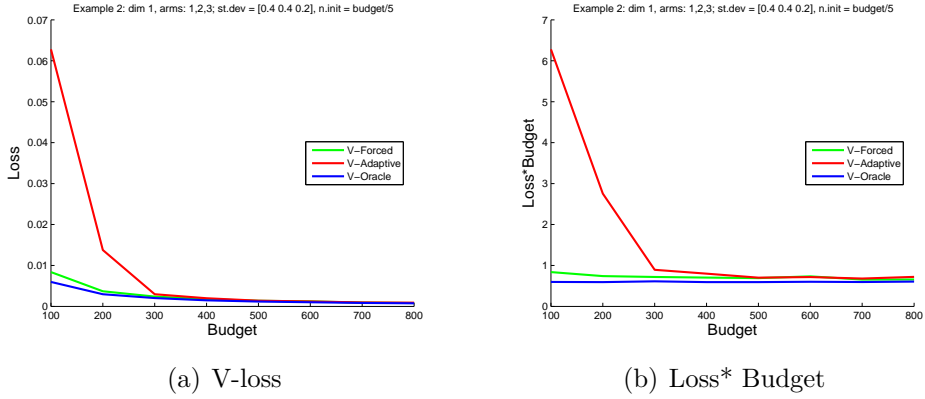 Example 2: dim 1, arms: 1,2,3; st.dev = [0.4 0.4 0.2], n.init = budget/5
0.07
0.06
0.05
0.04
0.03
0.02
0.01
0
Loss
V-Forced
V-Adaptive
V-Oracle
100 200 300 400 500 600 700 800
Budget
(a) V-loss
Example 2: dim 1, arms: 1,2,3; st.dev = [0.4 0.4 0.2], n.init = budget/5
7
6
5
4
3
2
1
0
Loss*Budget
V-Forced
V-Adaptive
V-Oracle
100 200 300 400 500 600 700 800
Budget
(b) Loss* Budget